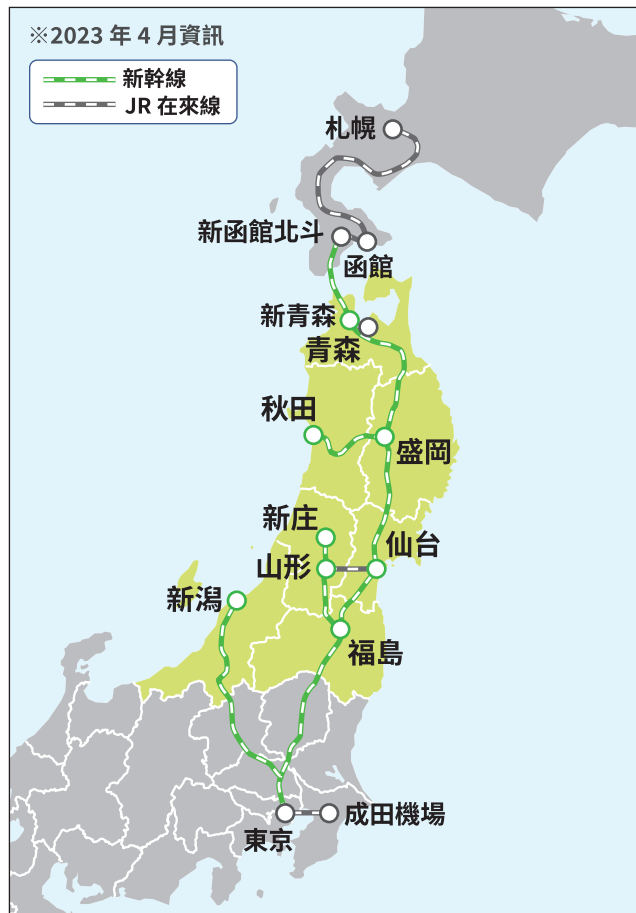 ※2023 年 4 月資訊
新幹線
JR 在來線
札幌
新函館北斗
函館
新青森
青森
秋田
盛岡
新庄
仙台
山形
新潟
福島
成田機場
東京